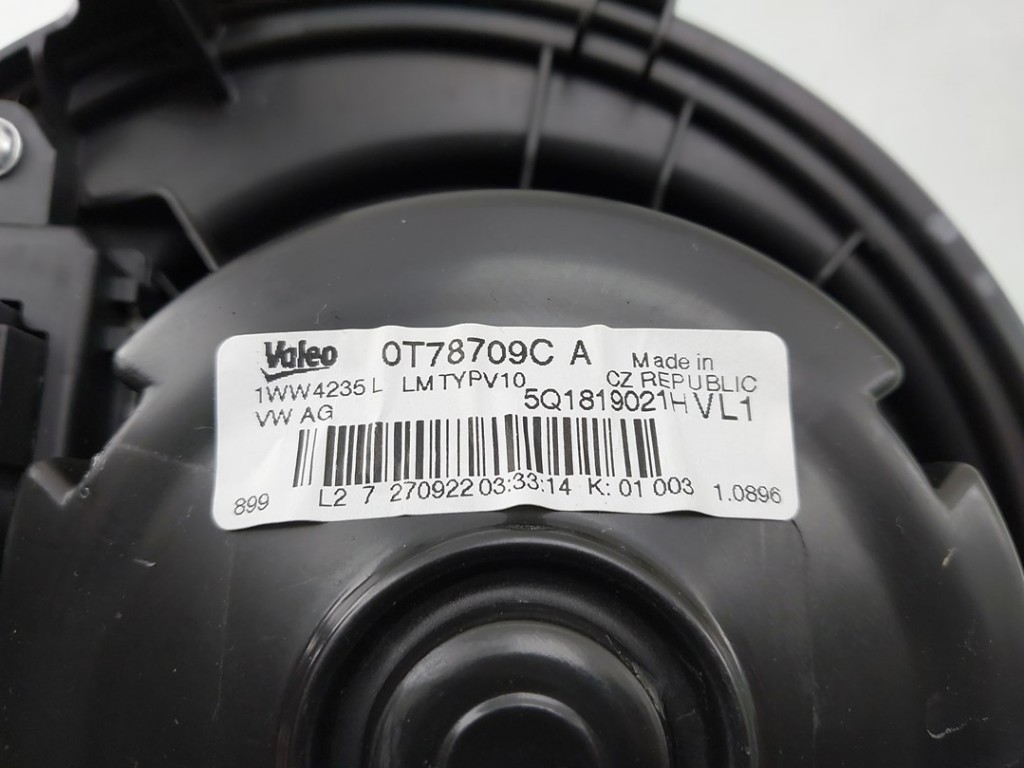 Valeo 0T78709C A Made in
1WW4235 L LM TYPV10 CZ REPUBLIC
VW AG 5Q1819021H VL1
899 L2 7 270922 03:33:14 K: 01 003 1.0896